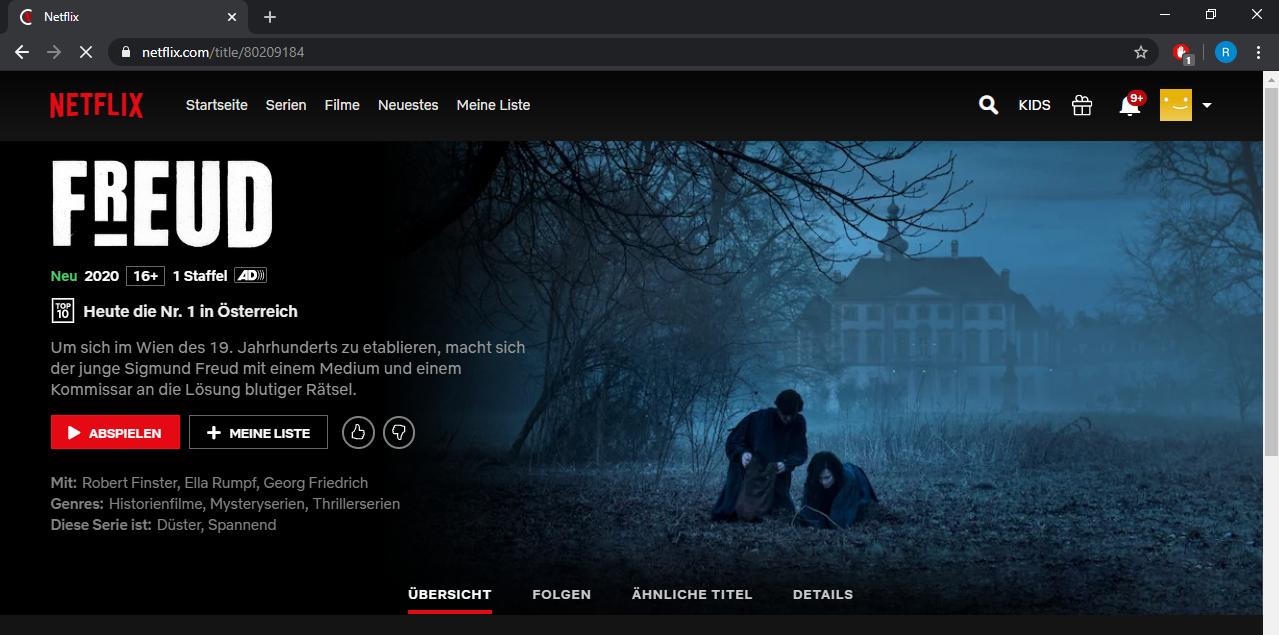 Netflix
netflix.com/title/80209184
1
R
NETFLIX Startseite Serien Filme Neuestes Meine Liste KIDS 9+
FREUD
Neu 2020 16+ 1 Staffel AD)))
TOP 10 Heute die Nr. 1 in Österreich
Um sich im Wien des 19. Jahrhunderts zu etablieren, macht sich
der junge Sigmund Freud mit einem Medium und einem
Kommissar an die Lösung blutiger Rätsel.
ABSPIELEN MEINE LISTE
Mit: Robert Finster, Ella Rumpf, Georg Friedrich
Genres: Historienfilme, Mysteryserien, Thrillerserien
Diese Serie ist: Düster, Spannend
ÜBERSICHT FOLGEN ÄHNLICHE TITEL DETAILS